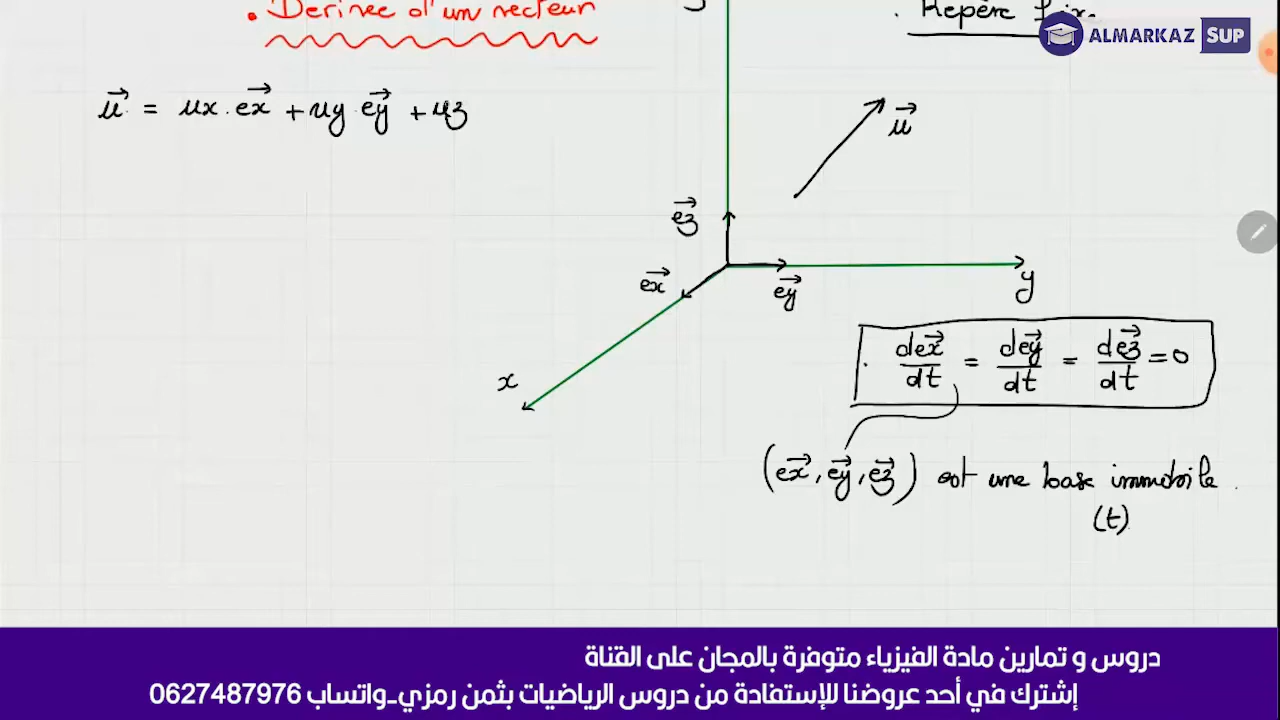 . Dérivée d'un vecteur
. Repère fix
ALMARKAZ SUP
u⃗ = ux . ex⃗ + uy . ey⃗ + uz
u⃗
ez⃗
ex⃗
ey⃗
y
x
. dex⃗/dt = dey⃗/dt = dez⃗/dt = 0
(ex⃗, ey⃗, ez⃗) est une base immobile .
(t)
دروس و تمارين مادة الفيزياء متوفرة بالمجان على القناة
إشترك في أحد عروضنا للإستفادة من دروس الرياضيات بثمن رمزي-واتساب 0627487976